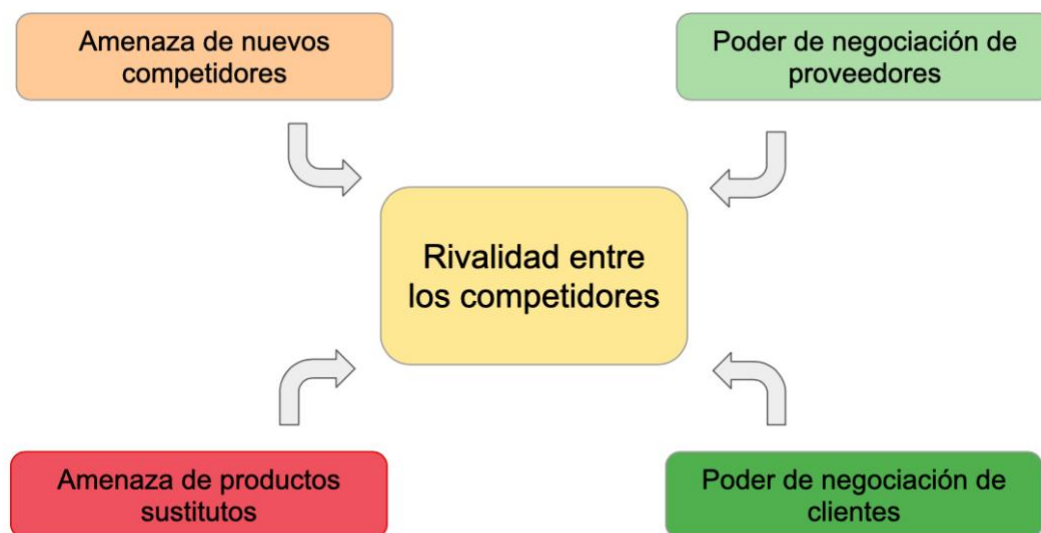 Amenaza de nuevos
competidores
Poder de negociación de
proveedores
Rivalidad entre
los competidores
Amenaza de productos
sustitutos
Poder de negociación de
clientes